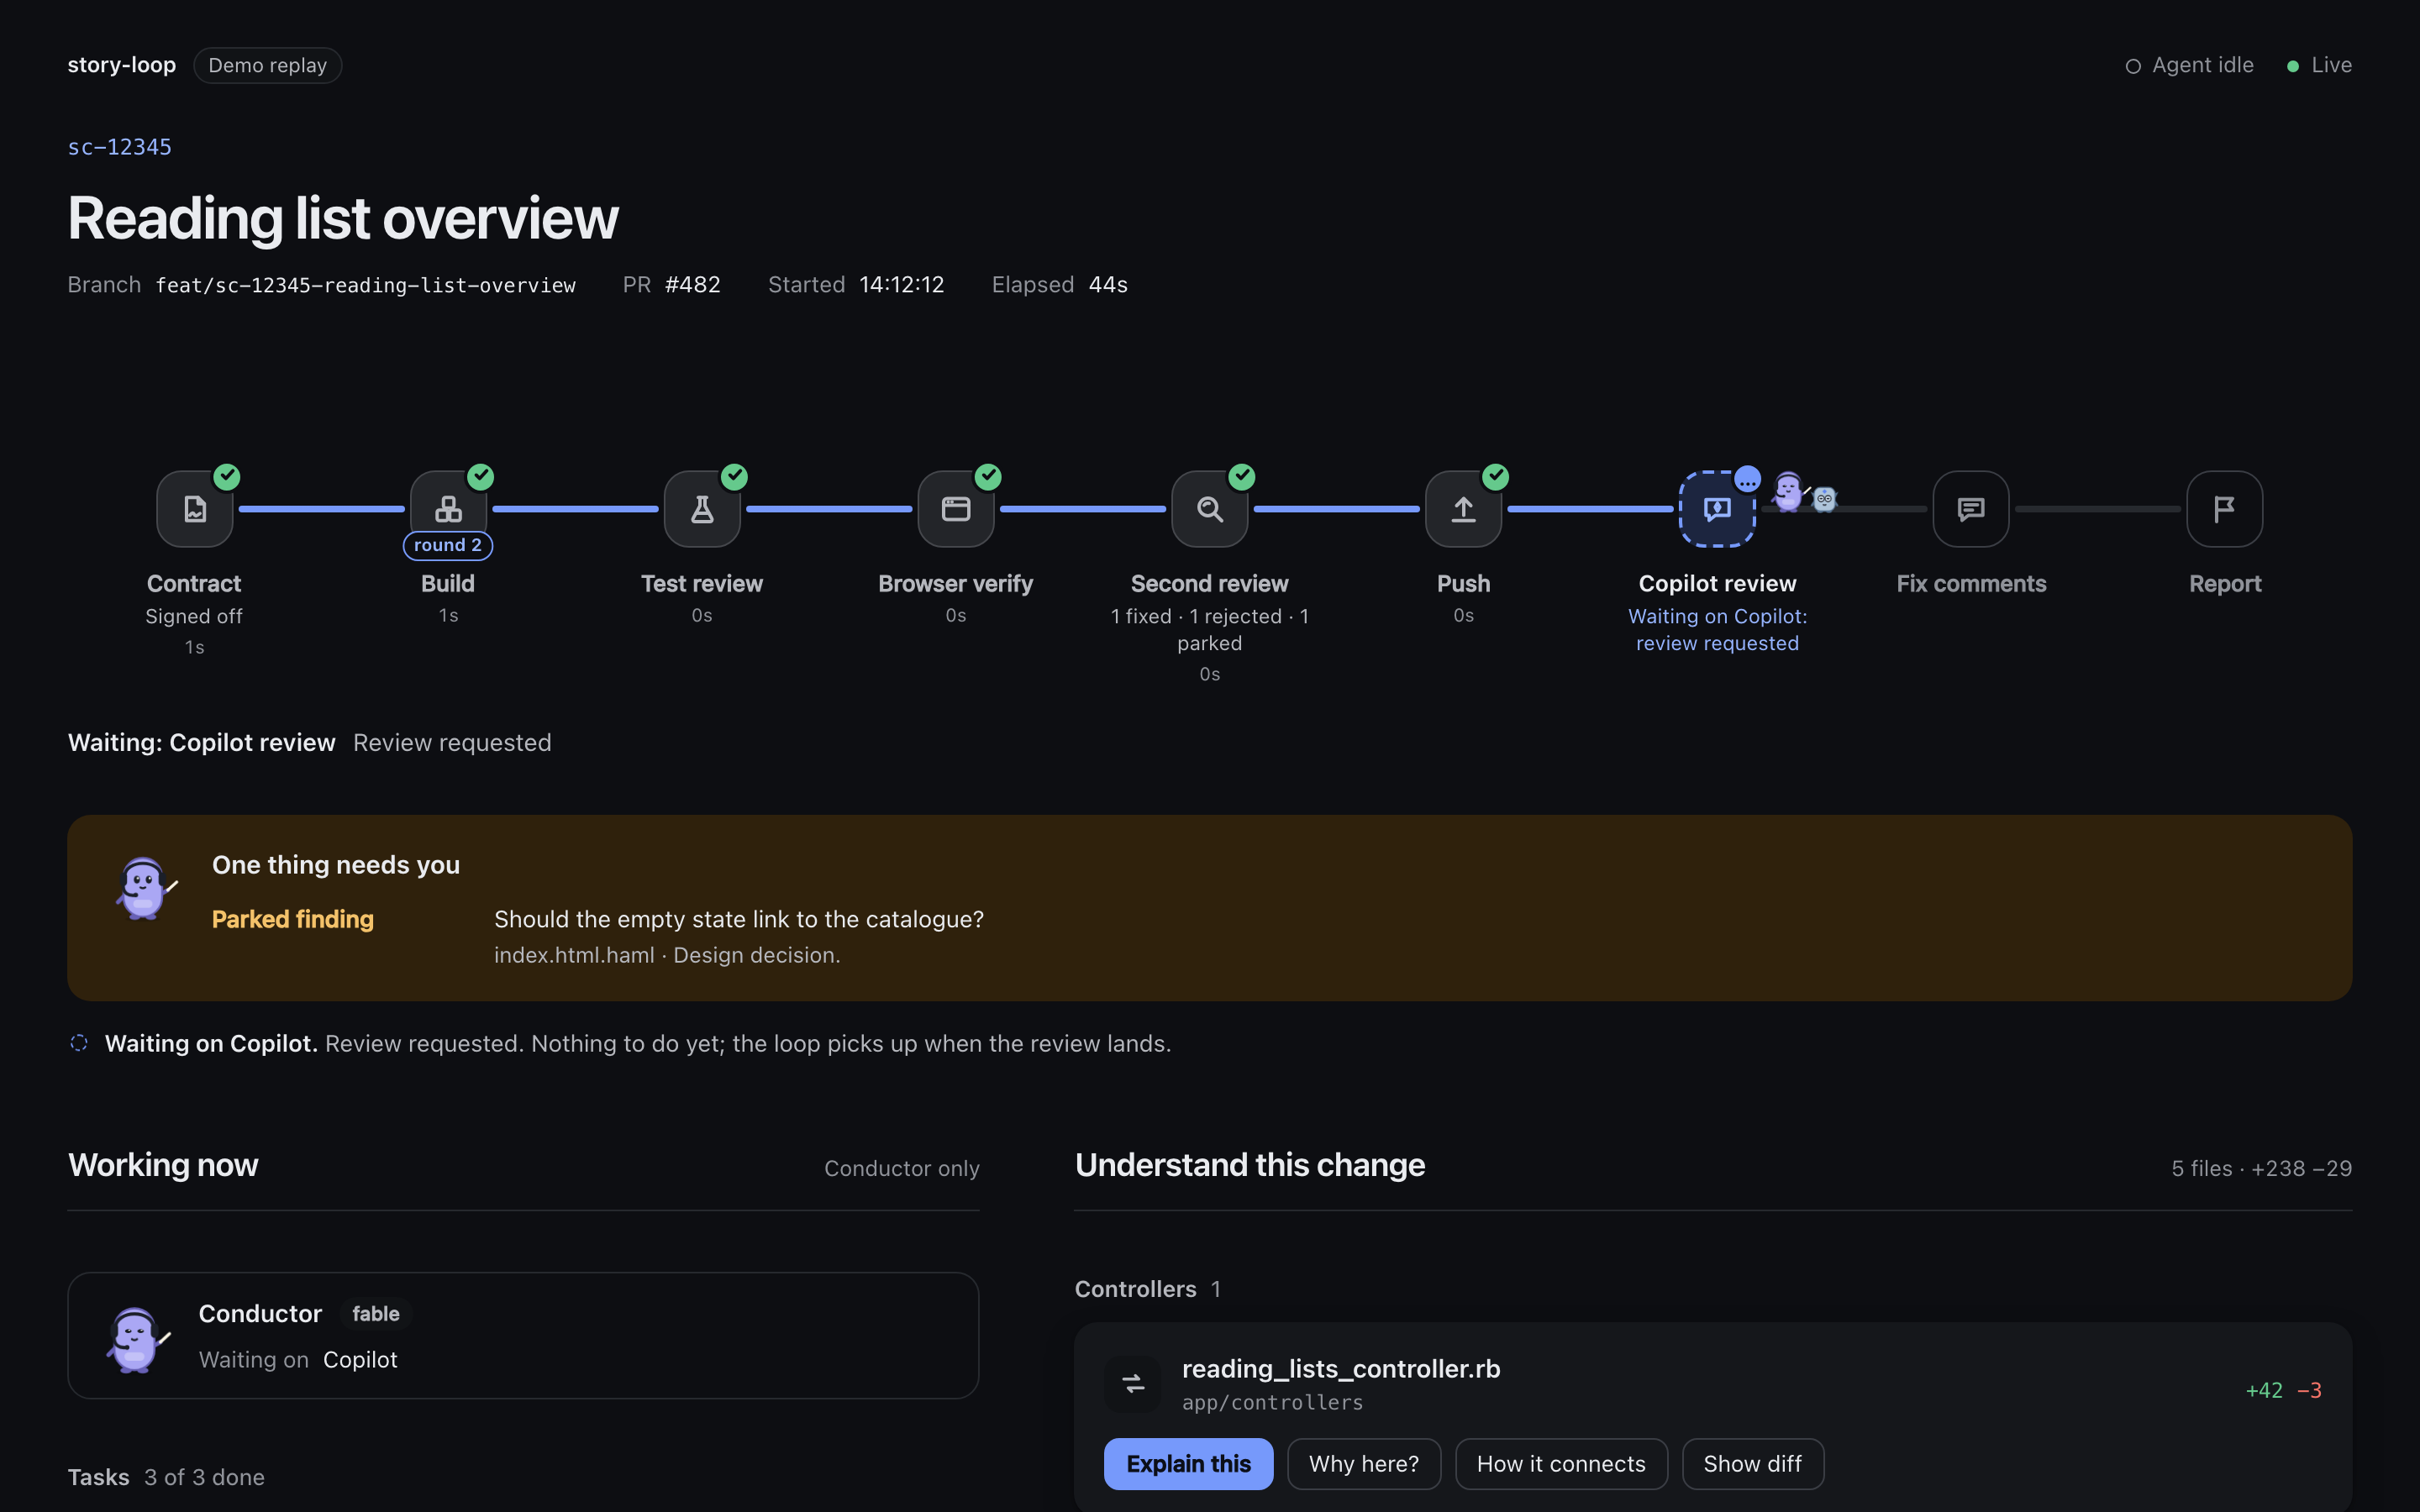 story-loop Demo replay Agent idle Live
sc-12345
Reading list overview
Branch feat/sc-12345-reading-list-overview PR #482 Started 14:12:12 Elapsed 44s
round 2
Contract Build Test review Browser verify Second review Push Copilot review Fix comments Report
Signed off 1s 0s 0s 1 fixed · 1 rejected · 1 0s Waiting on Copilot:
parked review requested
1s 0s
Waiting: Copilot review Review requested
One thing needs you
Parked finding Should the empty state link to the catalogue?
index.html.haml · Design decision.
Waiting on Copilot. Review requested. Nothing to do yet; the loop picks up when the review lands.
Working now Conductor only
Conductor fable
Waiting on Copilot
Tasks 3 of 3 done
Understand this change 5 files · +238 −29
Controllers 1
reading_lists_controller.rb
app/controllers
+42 −3
Explain this Why here? How it connects Show diff